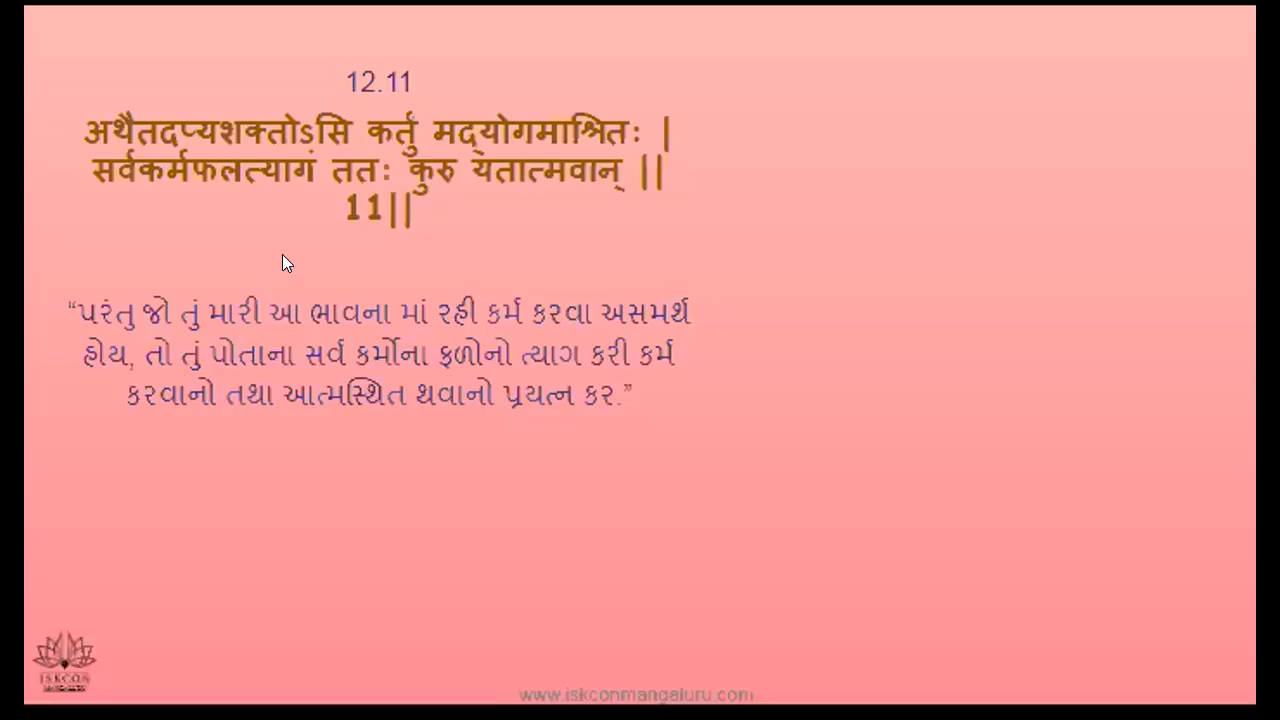 12.11
अथैतदप्यशक्तोऽसि कर्तुं मद्योगमाश्रितः |
सर्वकर्मफलत्यागं ततः कुरु यतात्मवान् ||
11||
“પરંતુ જો તું મારી આ ભાવના માં રહી કર્મ કરવા અસમર્થ
હોય, તો તું પોતાના સર્વ કર્મોના ફળોનો ત્યાગ કરી કર્મ
કરવાનો તથા આત્મસ્થિત થવાનો પ્રયત્ન કર.”
ISKCON
www.iskconmangaluru.com